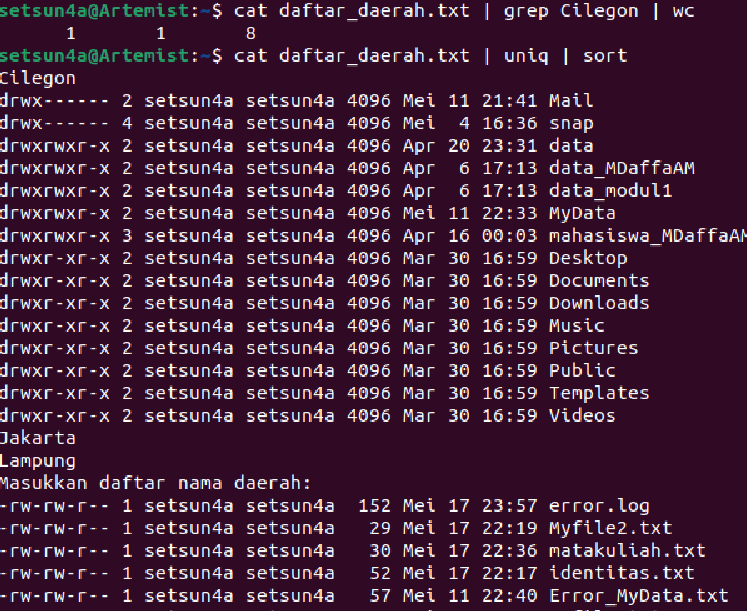 setsun4a@Artemist:~$ cat daftar_daerah.txt | grep Cilegon | wc
      1       1       8
setsun4a@Artemist:~$ cat daftar_daerah.txt | uniq | sort
Cilegon
drwx------ 2 setsun4a setsun4a 4096 Mei 11 21:41 Mail
drwx------ 4 setsun4a setsun4a 4096 Mei  4 16:36 snap
drwxrwxr-x 2 setsun4a setsun4a 4096 Apr 20 23:31 data
drwxrwxr-x 2 setsun4a setsun4a 4096 Apr  6 17:13 data_MDaffaAM
drwxrwxr-x 2 setsun4a setsun4a 4096 Apr  6 17:13 data_modul1
drwxrwxr-x 2 setsun4a setsun4a 4096 Mei 11 22:33 MyData
drwxrwxr-x 3 setsun4a setsun4a 4096 Apr 16 00:03 mahasiswa_MDaffaAM
drwxr-xr-x 2 setsun4a setsun4a 4096 Mar 30 16:59 Desktop
drwxr-xr-x 2 setsun4a setsun4a 4096 Mar 30 16:59 Documents
drwxr-xr-x 2 setsun4a setsun4a 4096 Mar 30 16:59 Downloads
drwxr-xr-x 2 setsun4a setsun4a 4096 Mar 30 16:59 Music
drwxr-xr-x 2 setsun4a setsun4a 4096 Mar 30 16:59 Pictures
drwxr-xr-x 2 setsun4a setsun4a 4096 Mar 30 16:59 Public
drwxr-xr-x 2 setsun4a setsun4a 4096 Mar 30 16:59 Templates
drwxr-xr-x 2 setsun4a setsun4a 4096 Mar 30 16:59 Videos
Jakarta
Lampung
Masukkan daftar nama daerah:
-rw-rw-r-- 1 setsun4a setsun4a  152 Mei 17 23:57 error.log
-rw-rw-r-- 1 setsun4a setsun4a   29 Mei 17 22:19 Myfile2.txt
-rw-rw-r-- 1 setsun4a setsun4a   30 Mei 17 22:36 matakuliah.txt
-rw-rw-r-- 1 setsun4a setsun4a   52 Mei 17 22:17 identitas.txt
-rw-rw-r-- 1 setsun4a setsun4a   57 Mei 11 22:40 Error_MyData.txt